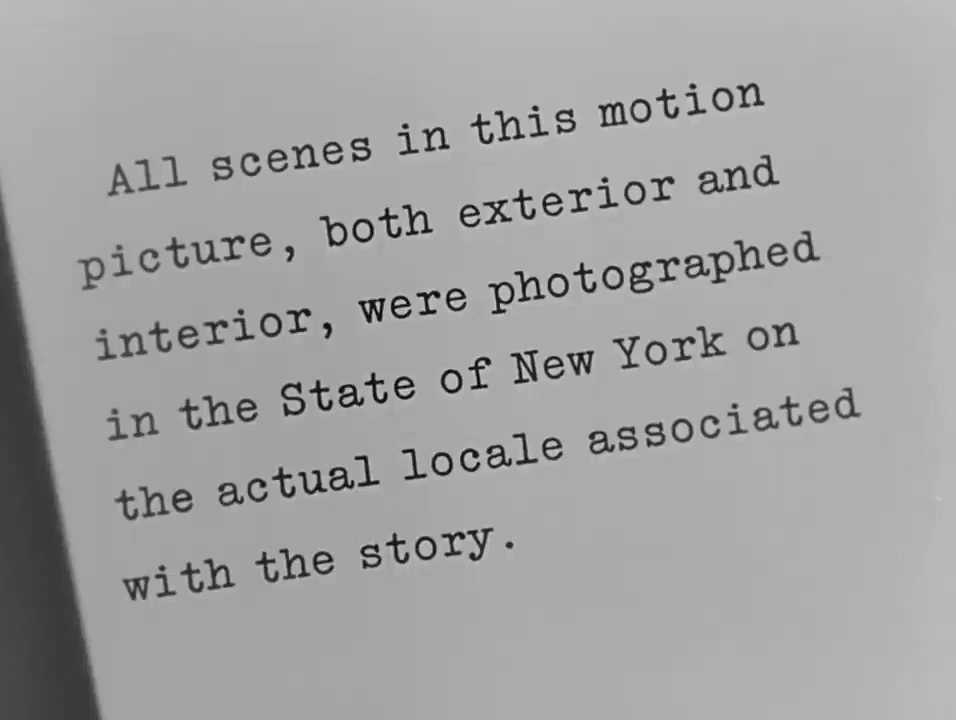 All scenes in this motion
picture, both exterior and
interior, were photographed
in the State of New York on
the actual locale associated
with the story.